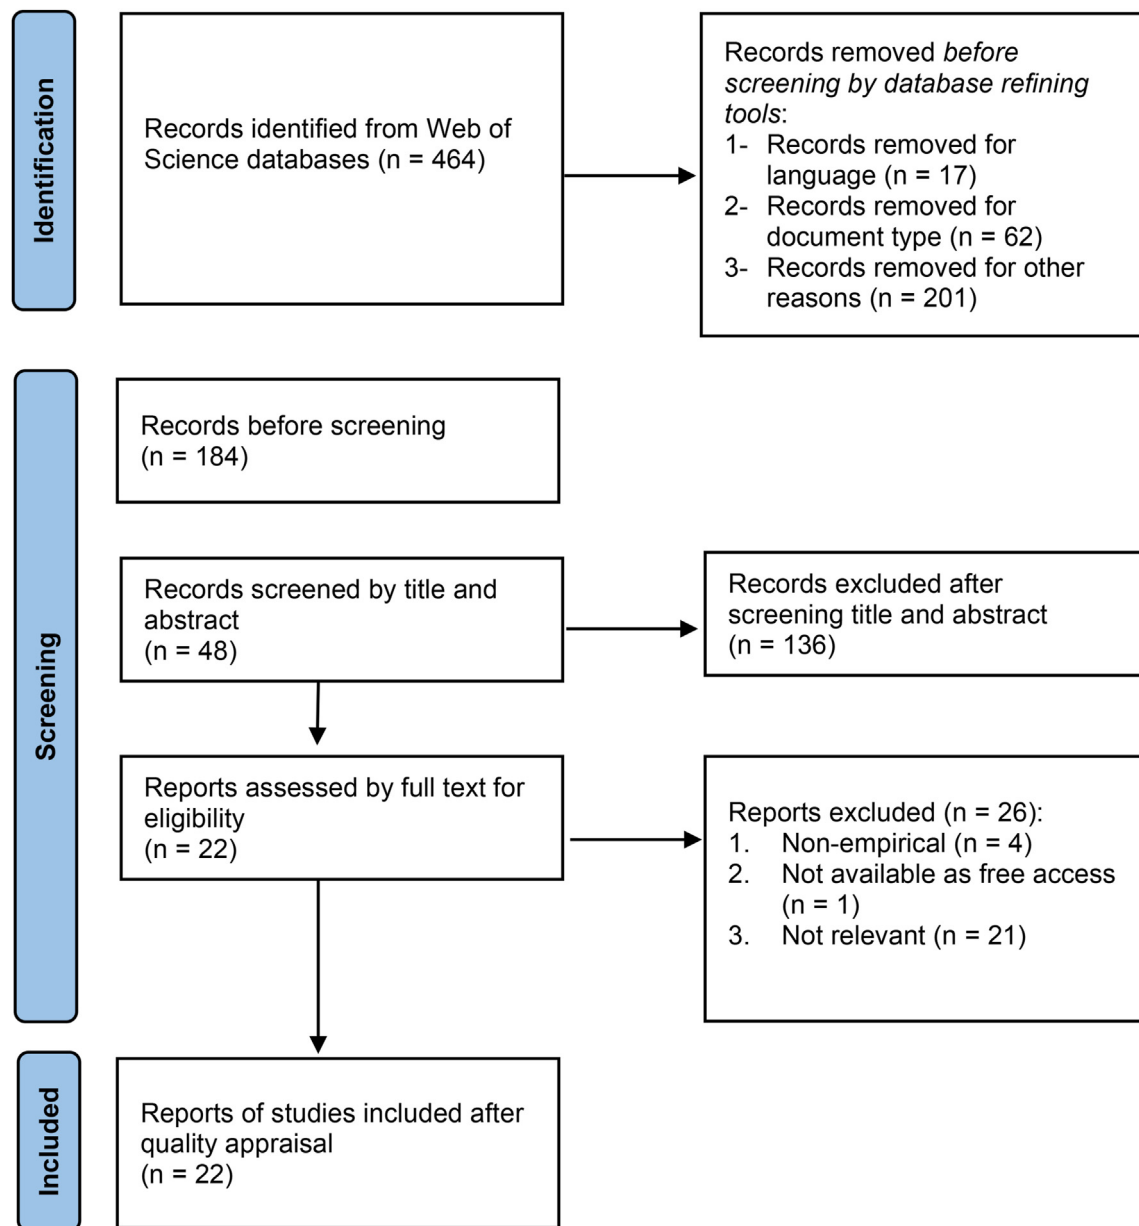 Identification
Records identified from Web of
Science databases (n = 464)
Records removed before
screening by database refining
tools:
1- Records removed for
language (n = 17)
2- Records removed for
document type (n = 62)
3- Records removed for other
reasons (n = 201)
Screening
Records before screening
(n = 184)
Records screened by title and
abstract
(n = 48)
Records excluded after
screening title and abstract
(n = 136)
Reports assessed by full text for
eligibility
(n = 22)
Reports excluded (n = 26):
1. Non-empirical (n = 4)
2. Not available as free access
(n = 1)
3. Not relevant (n = 21)
Included
Reports of studies included after
quality appraisal
(n = 22)